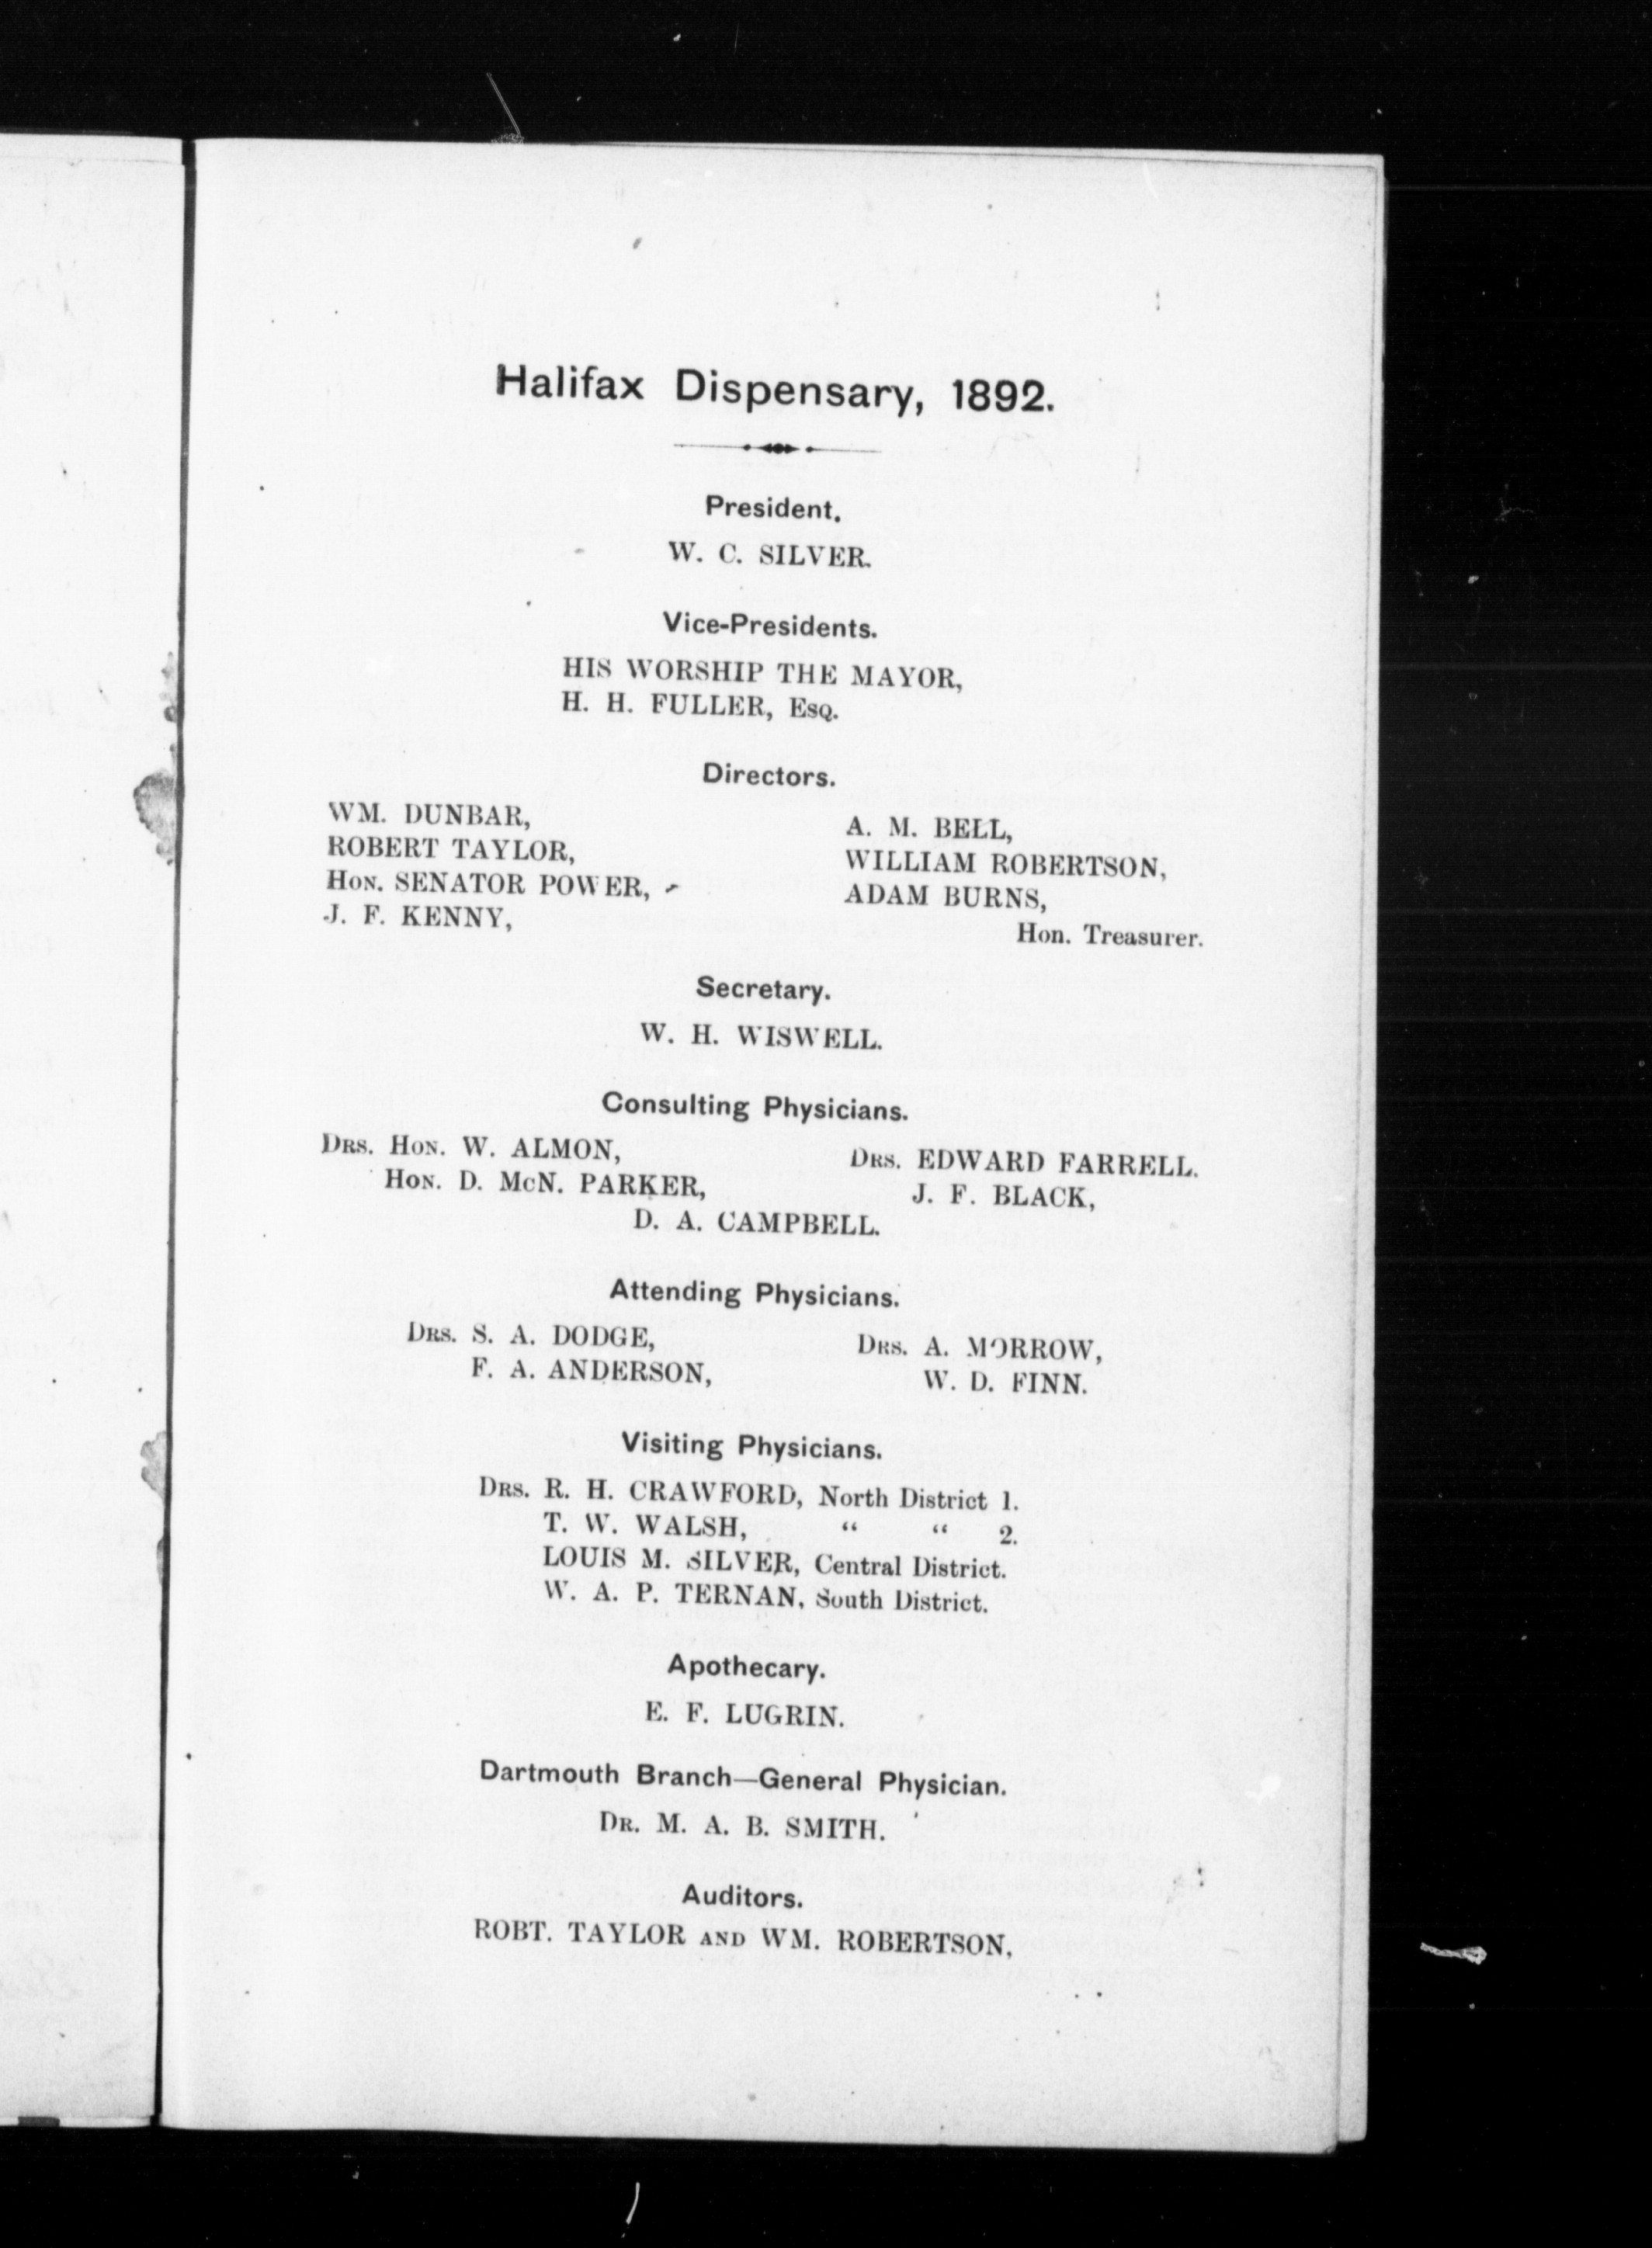 Halifax Dispensary, 1892.
President.
W. C. SILVER.
Vice-Presidents.
HIS WORSHIP THE MAYOR,
H. H. FULLER, Esq.
Directors.
WM. DUNBAR,
ROBERT TAYLOR,
Hon. SENATOR POWER,
J. F. KENNY,
A. M. BELL,
WILLIAM ROBERTSON,
ADAM BURNS,
Hon. Treasurer.
Secretary.
W. H. WISWELL.
Consulting Physicians.
Drs. Hon. W. ALMON,
Hon. D. McN. PARKER,
Drs. EDWARD FARRELL.
J. F. BLACK,
D. A. CAMPBELL.
Attending Physicians.
Drs. S. A. DODGE,
F. A. ANDERSON,
Drs. A. MORROW,
W. D. FINN.
Visiting Physicians.
Drs. R. H. CRAWFORD, North District 1.
T. W. WALSH, “ “ 2.
LOUIS M. SILVER, Central District.
W. A. P. TERNAN, South District.
Apothecary.
E. F. LUGRIN.
Dartmouth Branch—General Physician.
Dr. M. A. B. SMITH.
Auditors.
ROBT. TAYLOR AND WM. ROBERTSON,